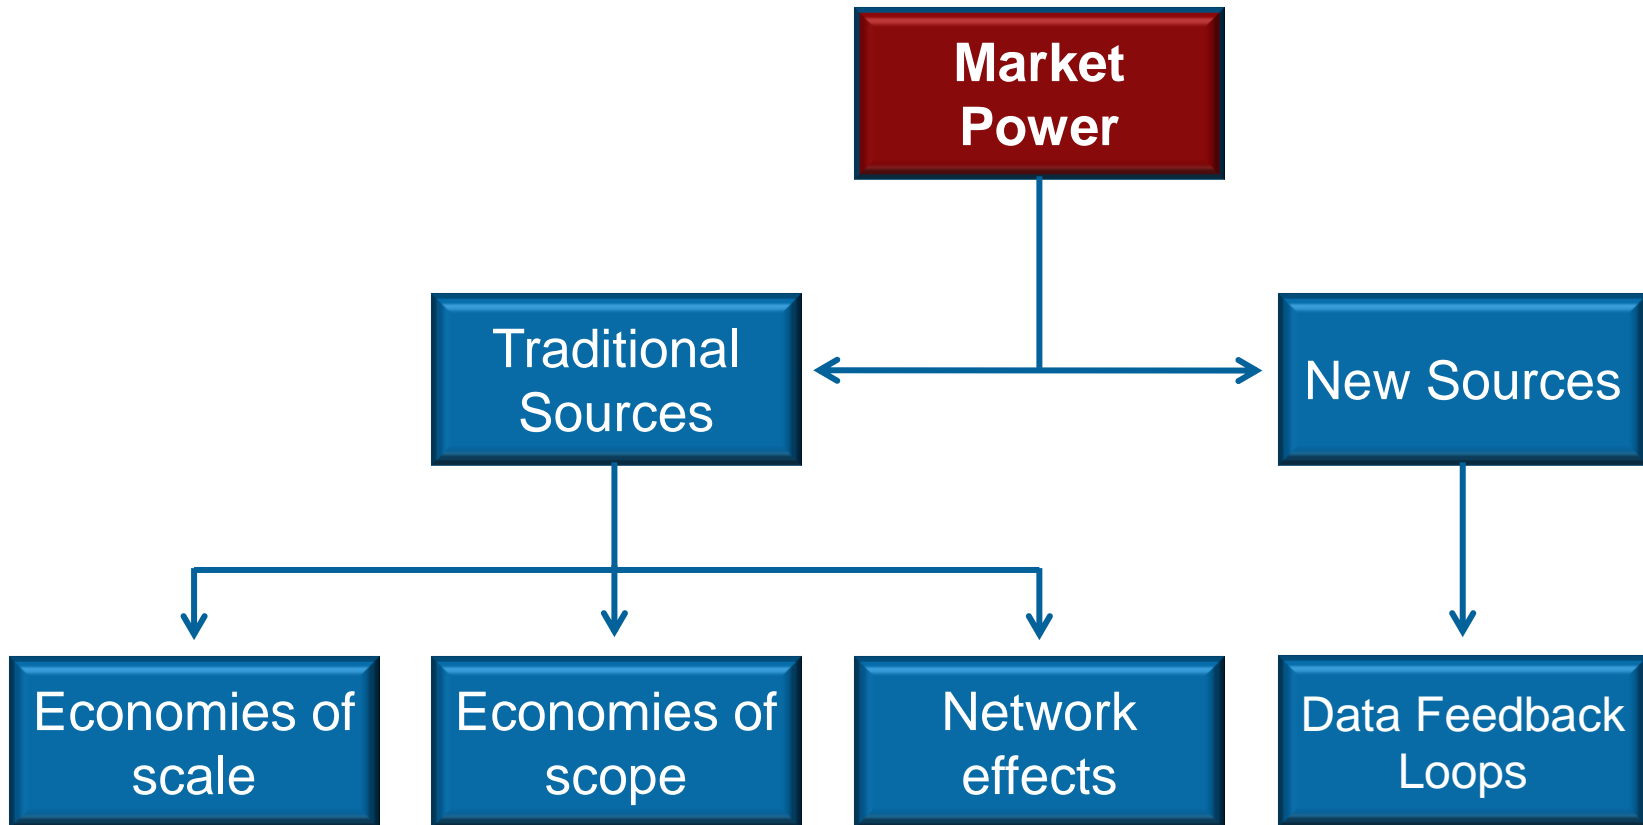 Market
Power
Traditional
Sources
New Sources
Economies of
scale
Economies of
scope
Network
effects
Data Feedback
Loops